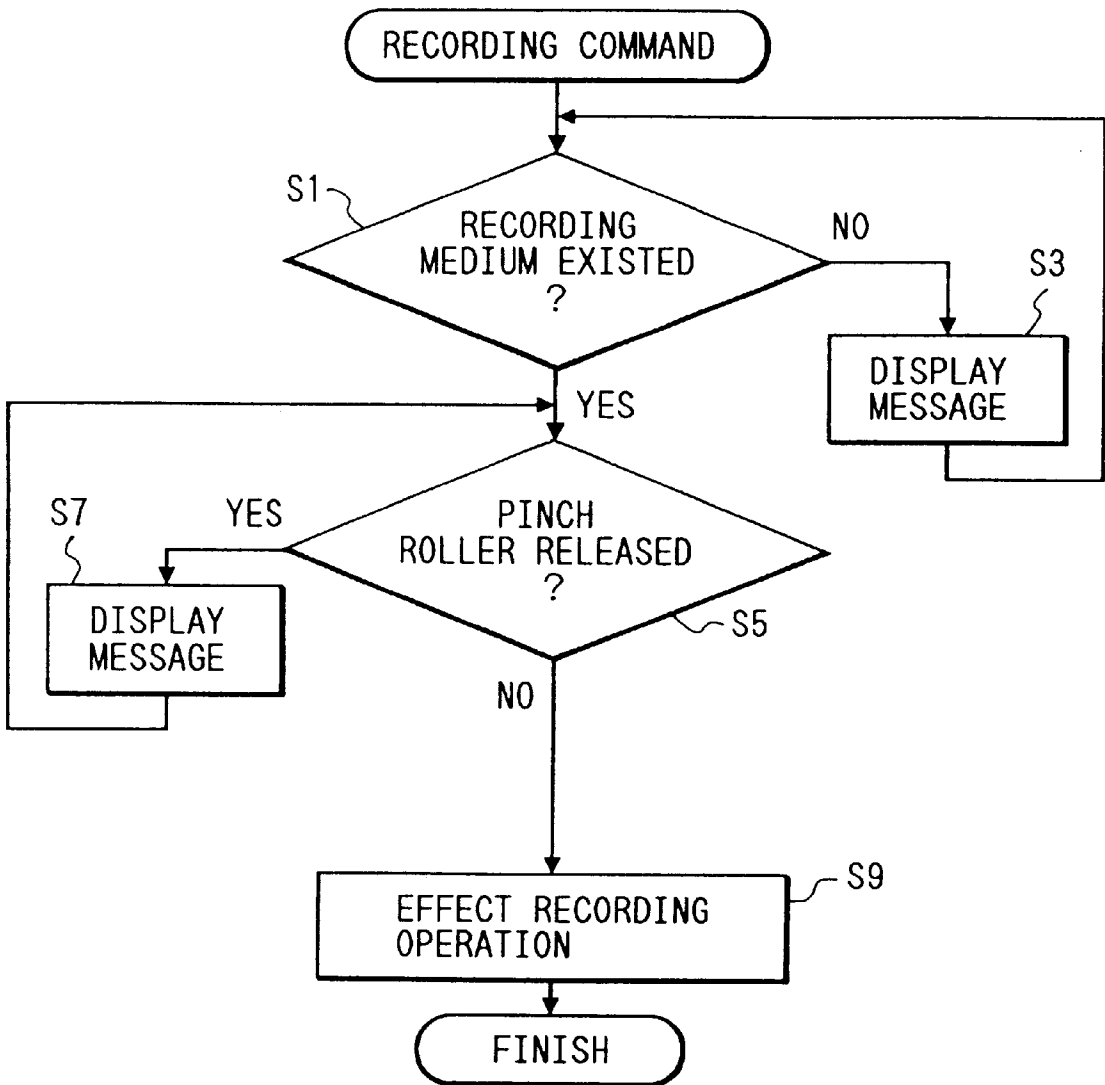 RECORDING COMMAND
S1
RECORDING
MEDIUM EXISTED
?
NO
S3
DISPLAY
MESSAGE
YES
S7
YES
PINCH
ROLLER RELEASED
?
DISPLAY
MESSAGE
S5
NO
S9
EFFECT RECORDING
OPERATION
FINISH